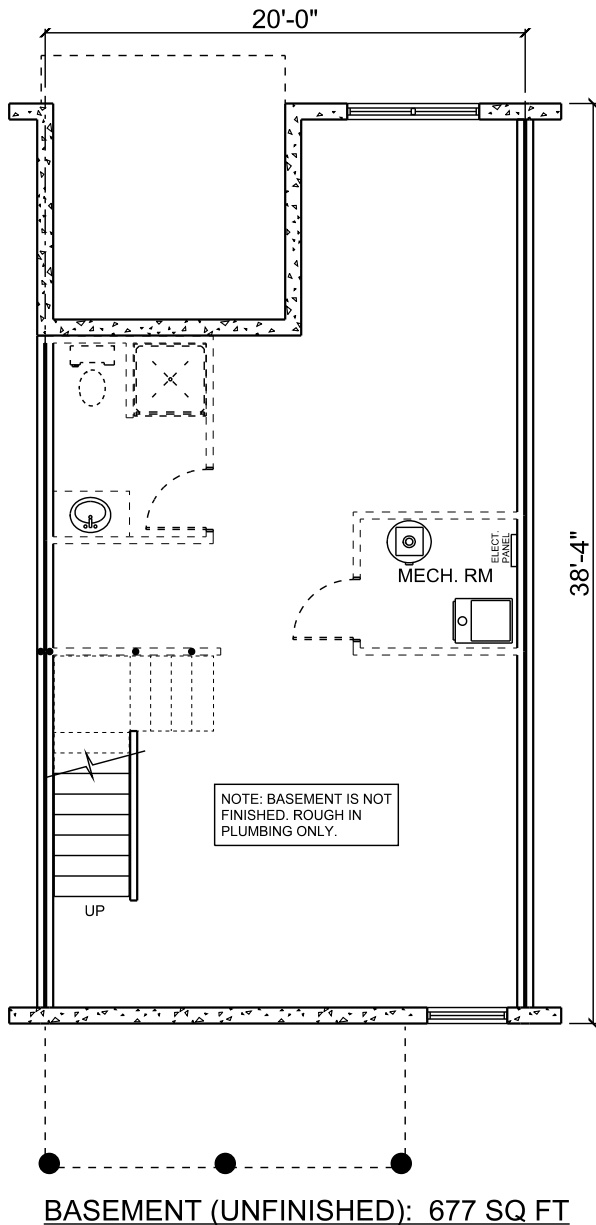 20'-0"
38'-4"
ELECT.
PANEL
MECH. RM
NOTE: BASEMENT IS NOT
FINISHED. ROUGH IN
PLUMBING ONLY.
UP
BASEMENT (UNFINISHED): 677 SQ FT